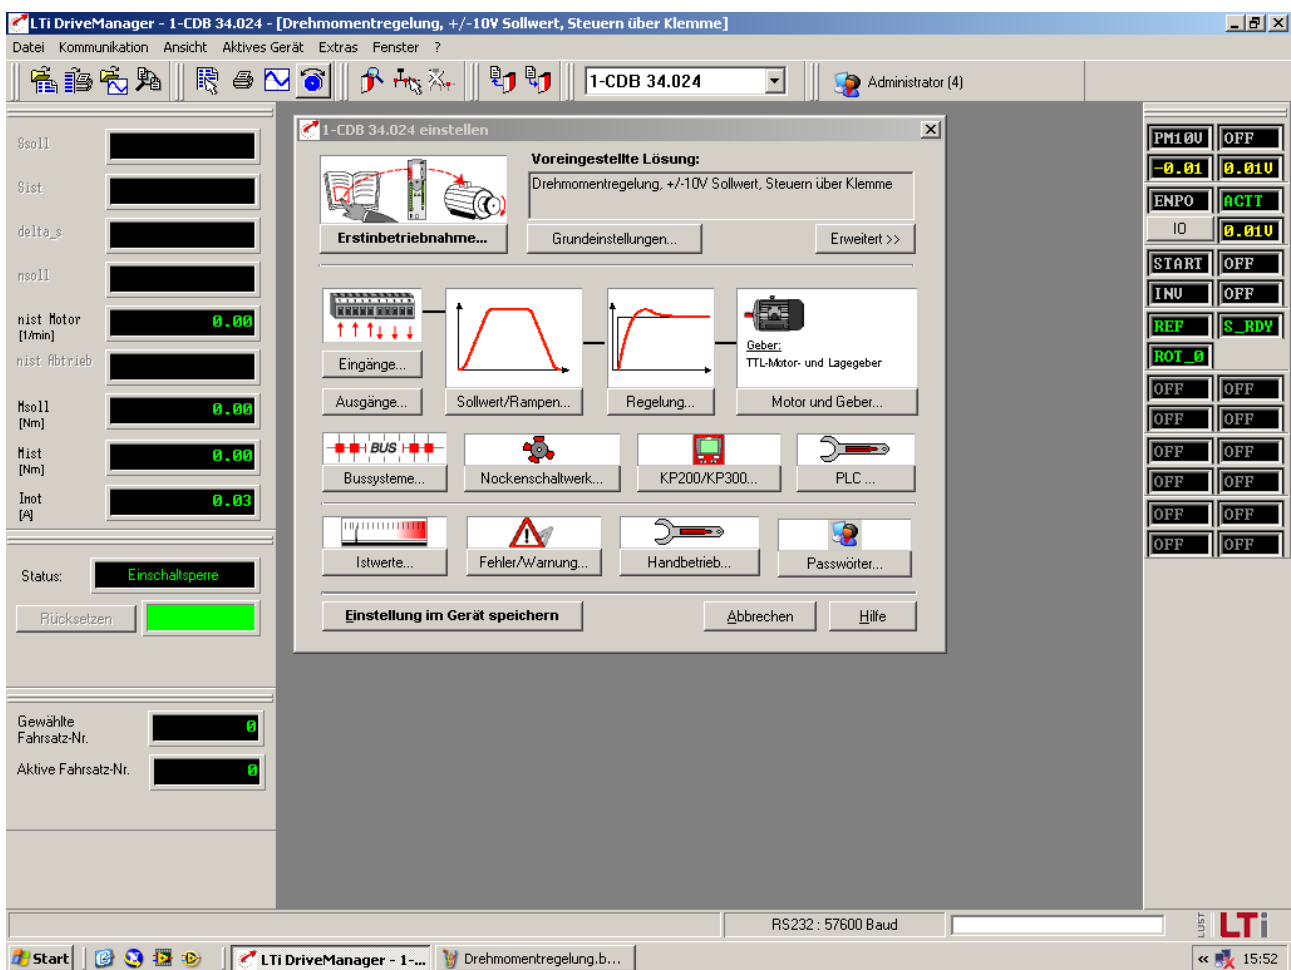 LTi DriveManager - 1-CDB 34.024 - [Drehmomentregelung, +/-10V Sollwert, Steuern über Klemme]
Datei Kommunikation Ansicht Aktives Gerät Extras Fenster ?
1-CDB 34.024
Administrator (4)
Ssoll
Sist
delta_s
nsoll
nist Motor
[1/min]
0.00
nist Abtrieb
Msoll
[Nm]
0.00
Mist
[Nm]
0.00
Imot
[A]
0.03
Status:
Einschaltsperre
Rücksetzen
Gewählte
Fahrsatz-Nr.
0
Aktive Fahrsatz-Nr.
0
1-CDB 34.024 einstellen
Voreingestellte Lösung:
Drehmomentregelung, +/-10V Sollwert, Steuern über Klemme
Erstinbetriebnahme...
Grundeinstellungen...
Erweitert >>
Geber:
TTL-Motor- und Lagegeber
Eingänge...
Ausgänge...
Sollwert/Rampen...
Regelung...
Motor und Geber...
BUS
Bussysteme...
Nockenschaltwerk...
KP200/KP300...
PLC ...
Istwerte...
Fehler/Warnung...
Handbetrieb...
Passwörter...
Einstellung im Gerät speichern
Abbrechen
Hilfe
PM10V OFF
-0.01 0.01V
ENPO ACTT
IO 0.01V
START OFF
INV OFF
REF S_RDY
ROT_0
OFF OFF
OFF OFF
OFF OFF
OFF OFF
OFF OFF
OFF OFF
RS232 : 57600 Baud
LUST
LTi
Start
LTi DriveManager - 1-...
Drehmomentregelung.b...
« 15:52